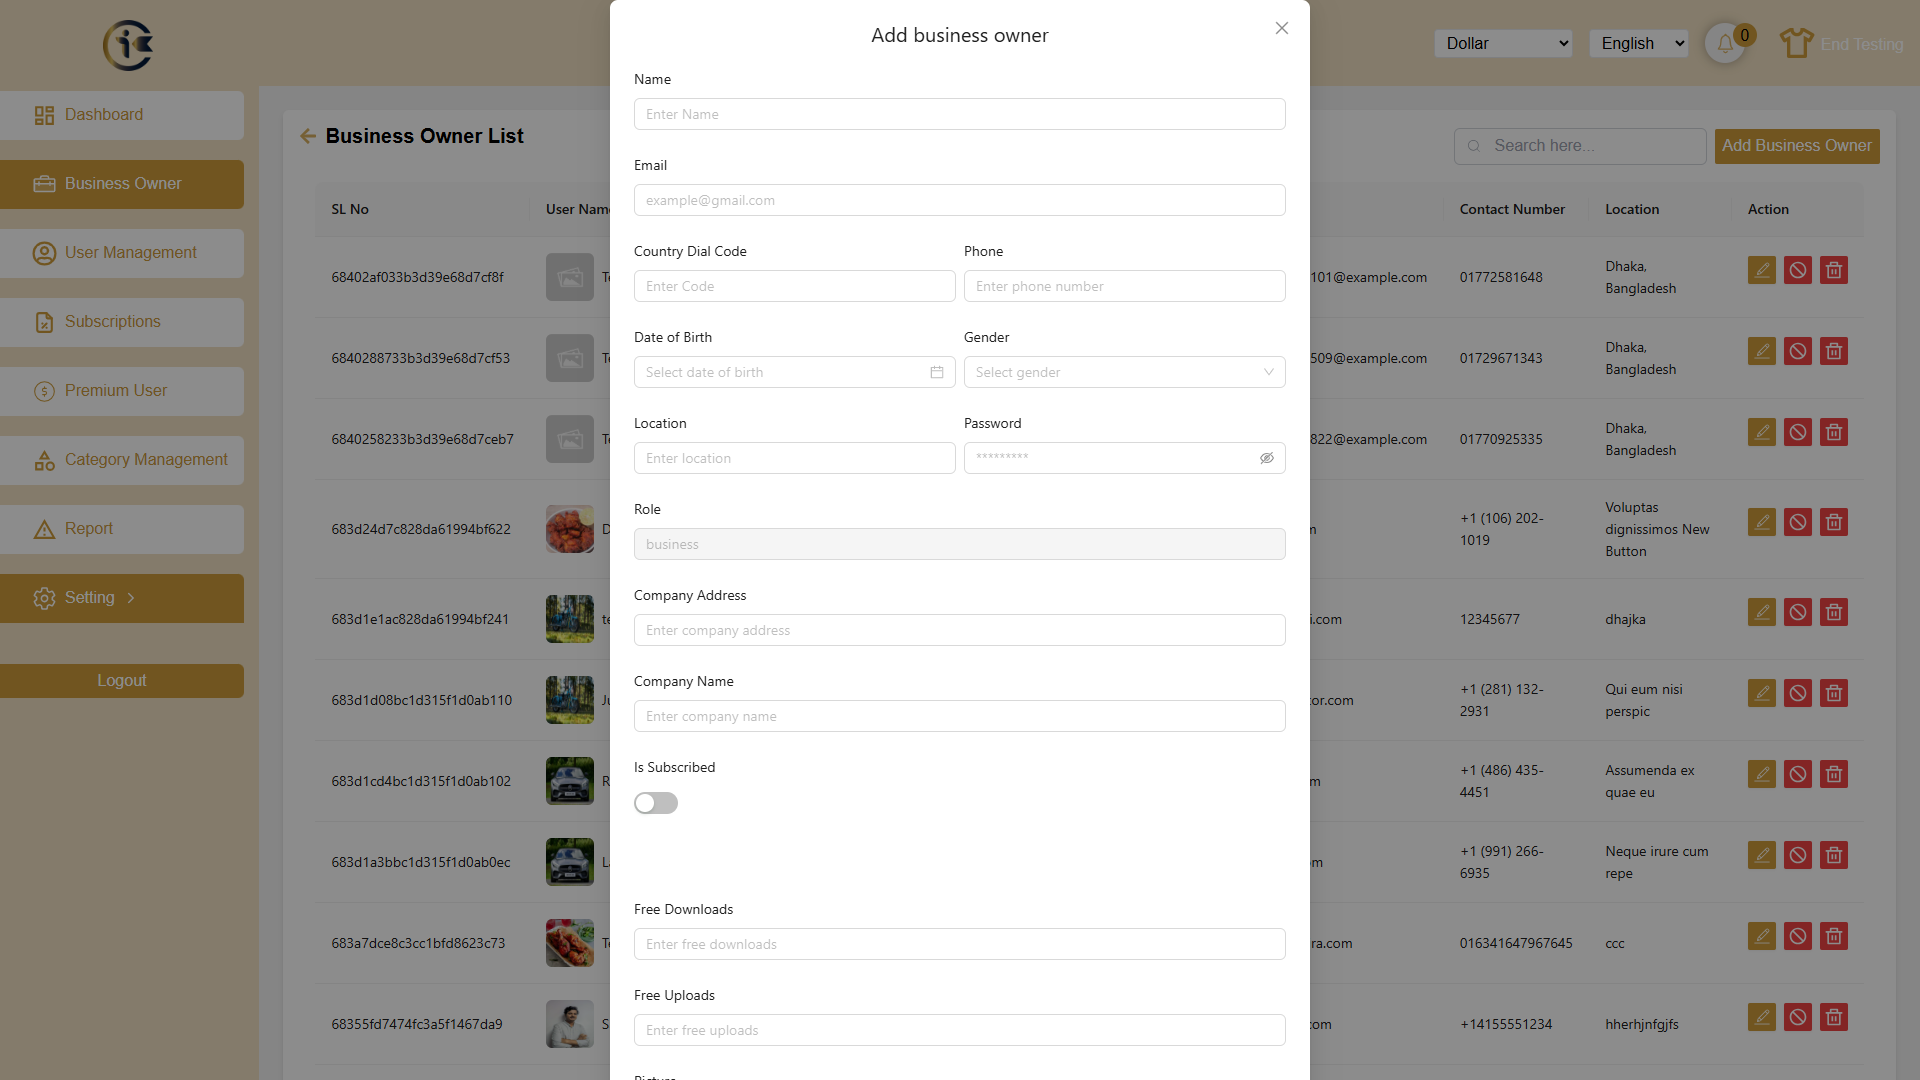 Add business owner
Dollar
English
0
End Testing
Dashboard
Business Owner
User Management
Subscriptions
Premium User
Category Management
Report
Setting
Logout
Business Owner List
Search here...
Add Business Owner
SL No
User Name
Contact Number
Location
Action
68402af033b3d39e68d7cf8f
101@example.com
01772581648
Dhaka,
Bangladesh
6840288733b3d39e68d7cf53
509@example.com
01729671343
Dhaka,
Bangladesh
6840258233b3d39e68d7ceb7
822@example.com
01770925335
Dhaka,
Bangladesh
683d24d7c828da61994bf622
+1 (106) 202-
1019
Voluptas
dignissimos New
Button
683d1e1ac828da61994bf241
i.com
12345677
dhajka
683d1d08bc1d315f1d0ab110
tor.com
+1 (281) 132-
2931
Qui eum nisi
perspic
683d1cd4bc1d315f1d0ab102
+1 (486) 435-
4451
Assumenda ex
quae eu
683d1a3bbc1d315f1d0ab0ec
+1 (991) 266-
6935
Neque irure cum
repe
683a7dce8c3cc1bfd8623c73
ra.com
016341647967645
ccc
68355fd7474fc3a5f1467da9
.com
+14155551234
hherhjnfgjfs
Name
Enter Name
Email
example@gmail.com
Country Dial Code
Enter Code
Phone
Enter phone number
Date of Birth
Select date of birth
Gender
Select gender
Location
Enter location
Password
*********
Role
business
Company Address
Enter company address
Company Name
Enter company name
Is Subscribed
Free Downloads
Enter free downloads
Free Uploads
Enter free uploads
Picture